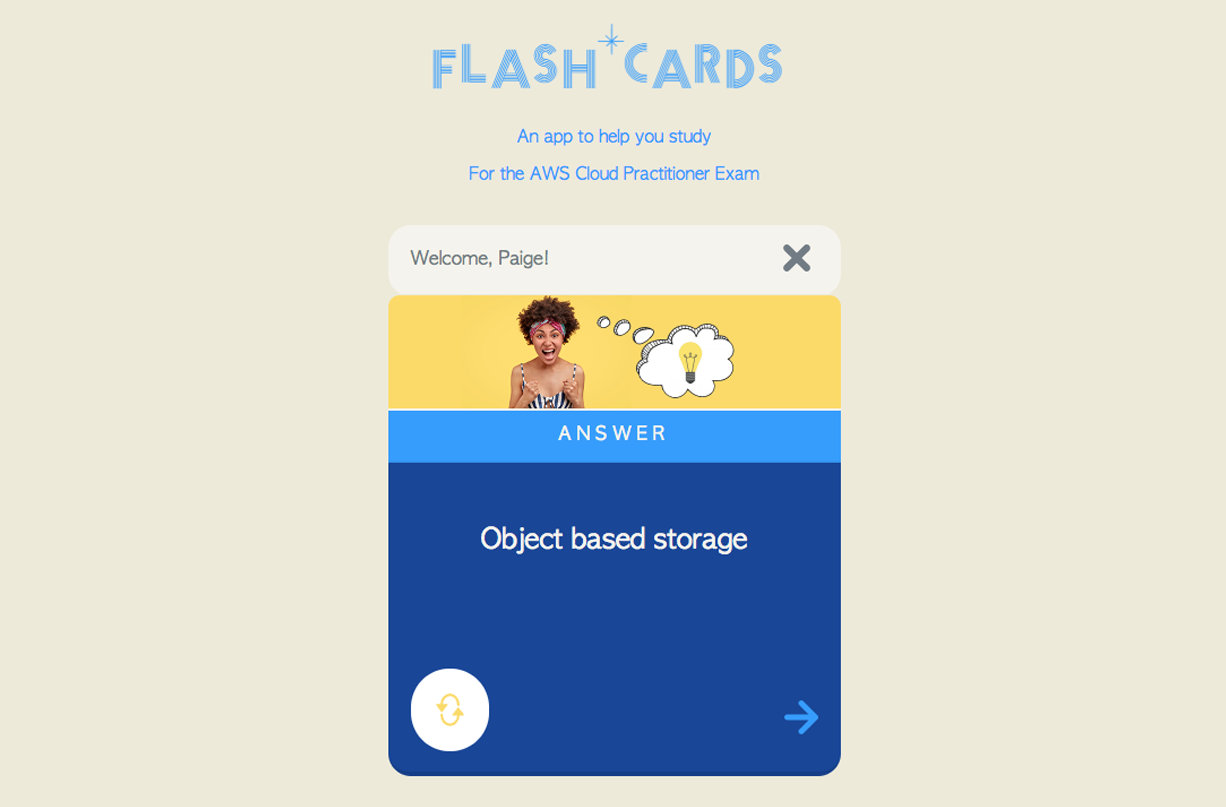 FLASH CARDS
An app to help you study
For the AWS Cloud Practitioner Exam
Welcome, Paige!
ANSWER
Object based storage